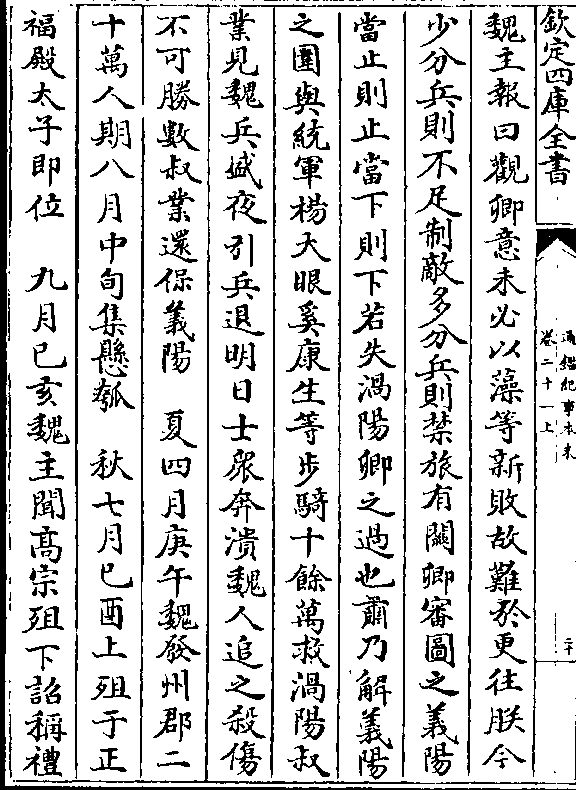 欽定四庫全書
通鑑紀事本末
卷二十一上
二十
魏主報曰觀卿意未必以藻等新敗故難於更往朕今
少分兵則不足制敵多分兵則禁旅有闕卿審圖之義陽
當止則止當下則下若失渦陽卿之過也肅乃解義陽
之圍與統軍楊大眼奚康生等步騎十餘萬救渦陽叔
業見魏兵盛夜引兵退明日士衆奔潰魏人追之殺傷
不可勝數叔業還保義陽　夏四月庚午魏發州郡二
十萬人期八月中旬集懸瓠　秋七月己酉上殂于正
福殿太子即位　九月己亥魏主聞髙宗殂下詔稱禮